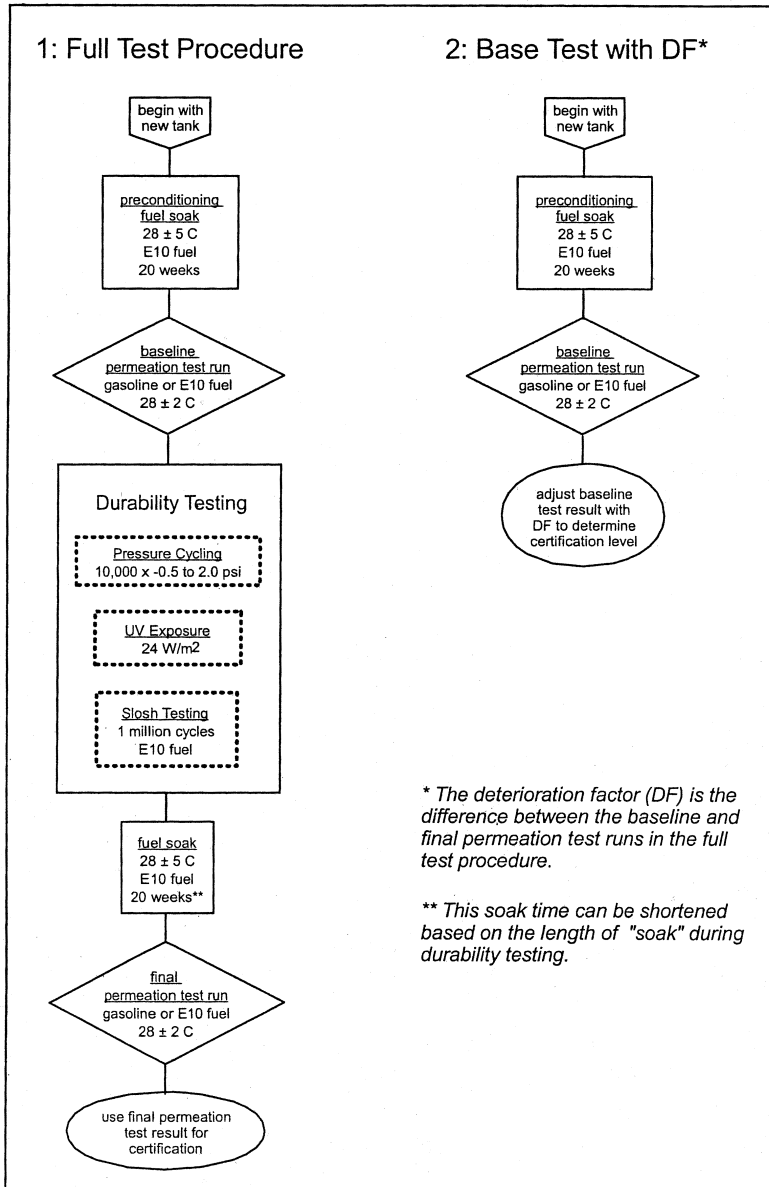 1: Full Test Procedure
begin with
new tank
preconditioning
fuel soak
28 ± 5 C
E10 fuel
20 weeks
baseline
permeation test run
gasoline or E10 fuel
28 ± 2 C
Durability Testing
Pressure Cycling
10,000 x -0.5 to 2.0 psi
UV Exposure
24 W/m2
Slosh Testing
1 million cycles
E10 fuel
fuel soak
28 ± 5 C
E10 fuel
20 weeks**
final
permeation test run
gasoline or E10 fuel
28 ± 2 C
use final permeation
test result for
certification
2: Base Test with DF*
begin with
new tank
preconditioning
fuel soak
28 ± 5 C
E10 fuel
20 weeks
baseline
permeation test run
gasoline or E10 fuel
28 ± 2 C
adjust baseline
test result with
DF to determine
certification level
* The deterioration factor (DF) is the
difference between the baseline and
final permeation test runs in the full
test procedure.
** This soak time can be shortened
based on the length of "soak" during
durability testing.